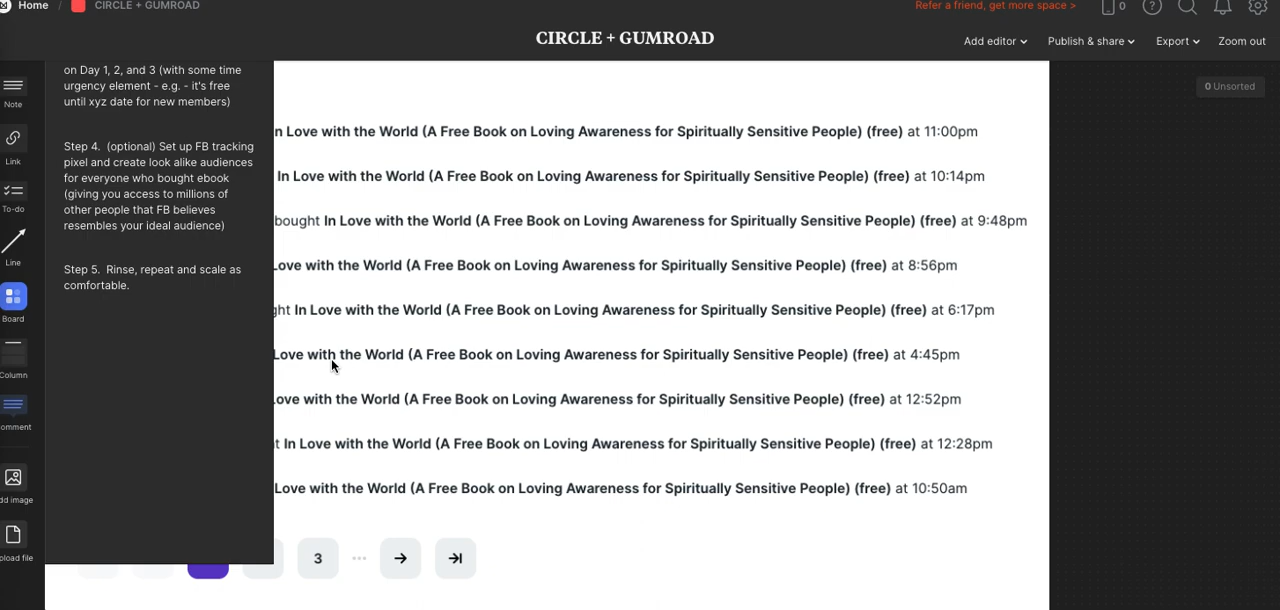 Home / CIRCLE + GUMROAD
Refer a friend, get more space >
0
CIRCLE + GUMROAD
Add editor
Publish & share
Export
Zoom out
0 Unsorted
Note
Link
To-do
Line
Board
Column
omment
dd image
pload file
on Day 1, 2, and 3 (with some time
urgency element - e.g. - it's free
until xyz date for new members)
Step 4. (optional) Set up FB tracking
pixel and create look alike audiences
for everyone who bought ebook
(giving you access to millions of
other people that FB believes
resembles your ideal audience)
Step 5. Rinse, repeat and scale as
comfortable.
n Love with the World (A Free Book on Loving Awareness for Spiritually Sensitive People) (free) at 11:00pm
In Love with the World (A Free Book on Loving Awareness for Spiritually Sensitive People) (free) at 10:14pm
bought In Love with the World (A Free Book on Loving Awareness for Spiritually Sensitive People) (free) at 9:48pm
Love with the World (A Free Book on Loving Awareness for Spiritually Sensitive People) (free) at 8:56pm
ght In Love with the World (A Free Book on Loving Awareness for Spiritually Sensitive People) (free) at 6:17pm
Love with the World (A Free Book on Loving Awareness for Spiritually Sensitive People) (free) at 4:45pm
Love with the World (A Free Book on Loving Awareness for Spiritually Sensitive People) (free) at 12:52pm
t In Love with the World (A Free Book on Loving Awareness for Spiritually Sensitive People) (free) at 12:28pm
Love with the World (A Free Book on Loving Awareness for Spiritually Sensitive People) (free) at 10:50am
3 ...